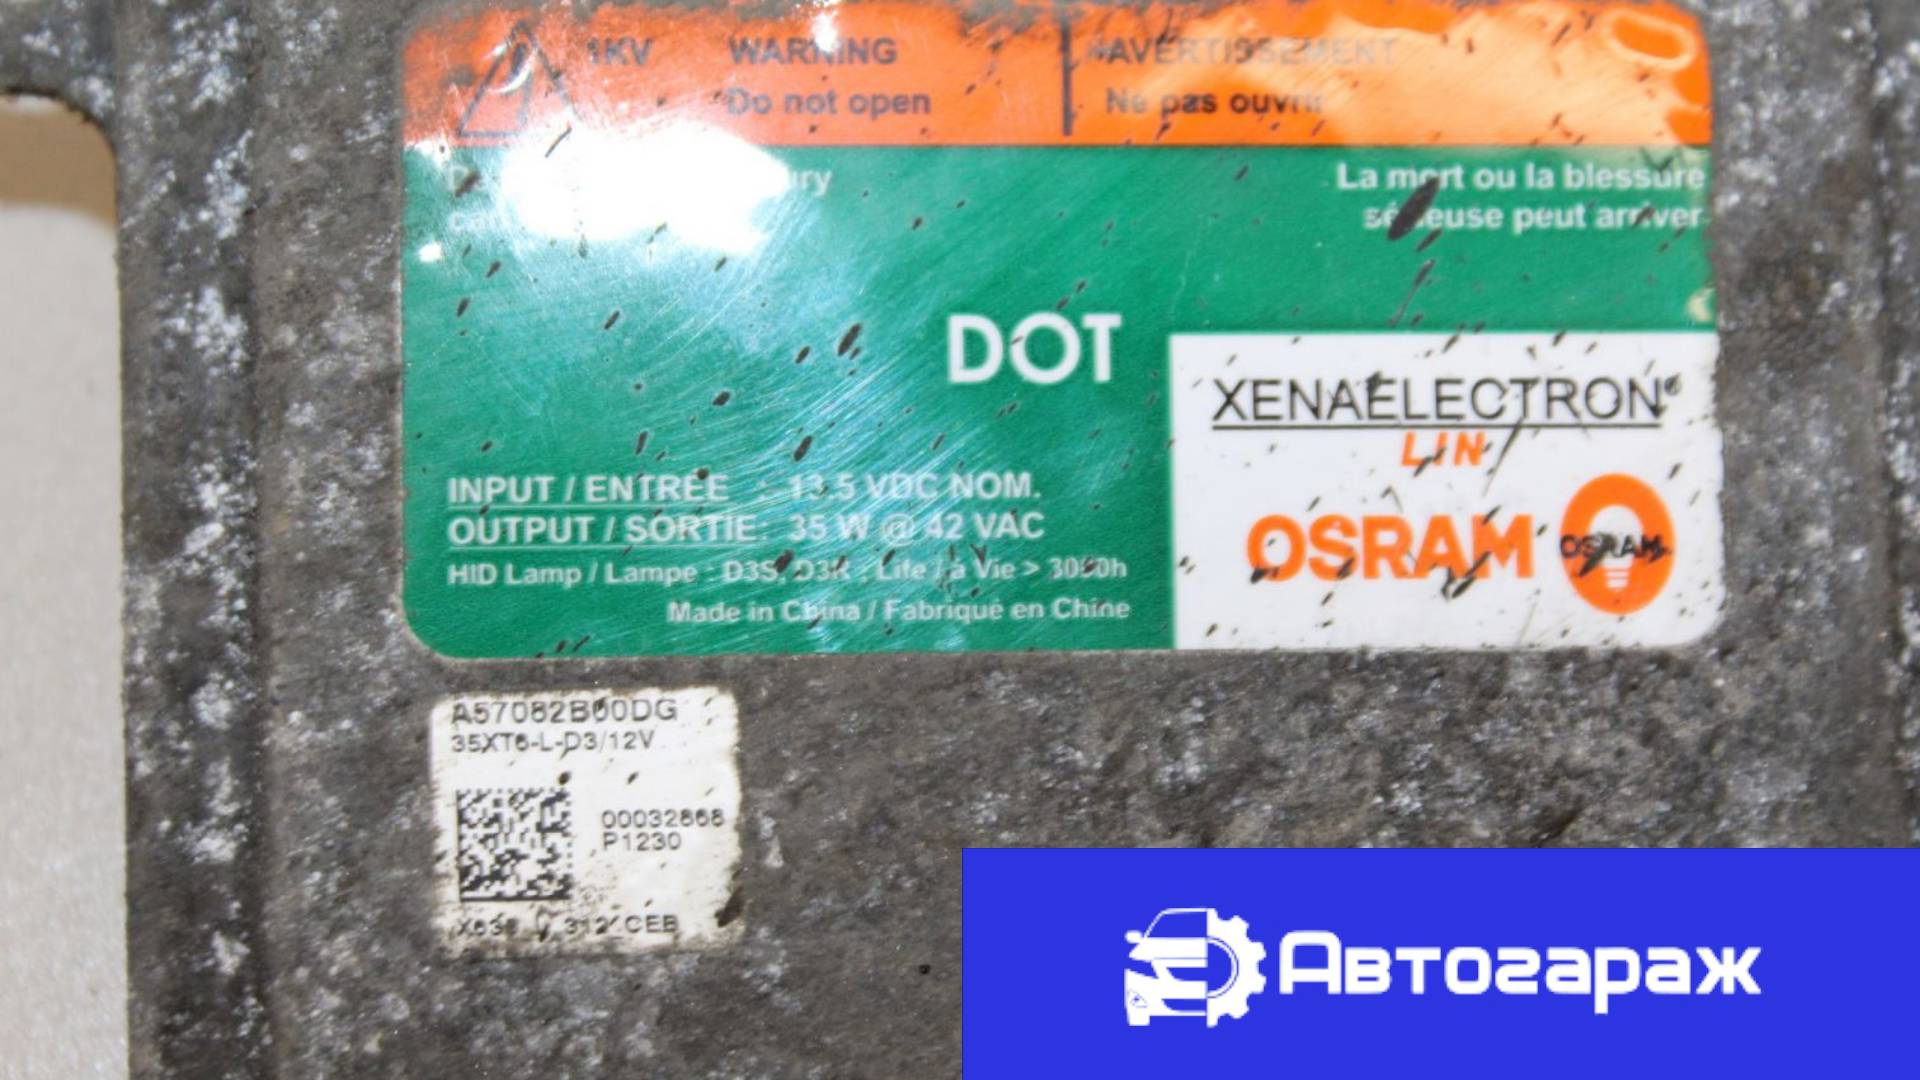 1KV WARNING
Do not open
AVERTISSEMENT
Ne pas ouvrir
La mort ou la blessure
sérieuse peut arriver
DOT
XENAELECTRON®
LIN
OSRAM
OSRAM
INPUT / ENTRÉE : 13.5 VDC NOM.
OUTPUT / SORTIE: 35 W @ 42 VAC
HID Lamp / Lampe : D3S, D3R ; Life / à Vie > 3000h
Made in China / Fabriqué en Chine
A57082B00DG
35XT6-L-D3/12V
00032868
P1230
CEB
Автогараж